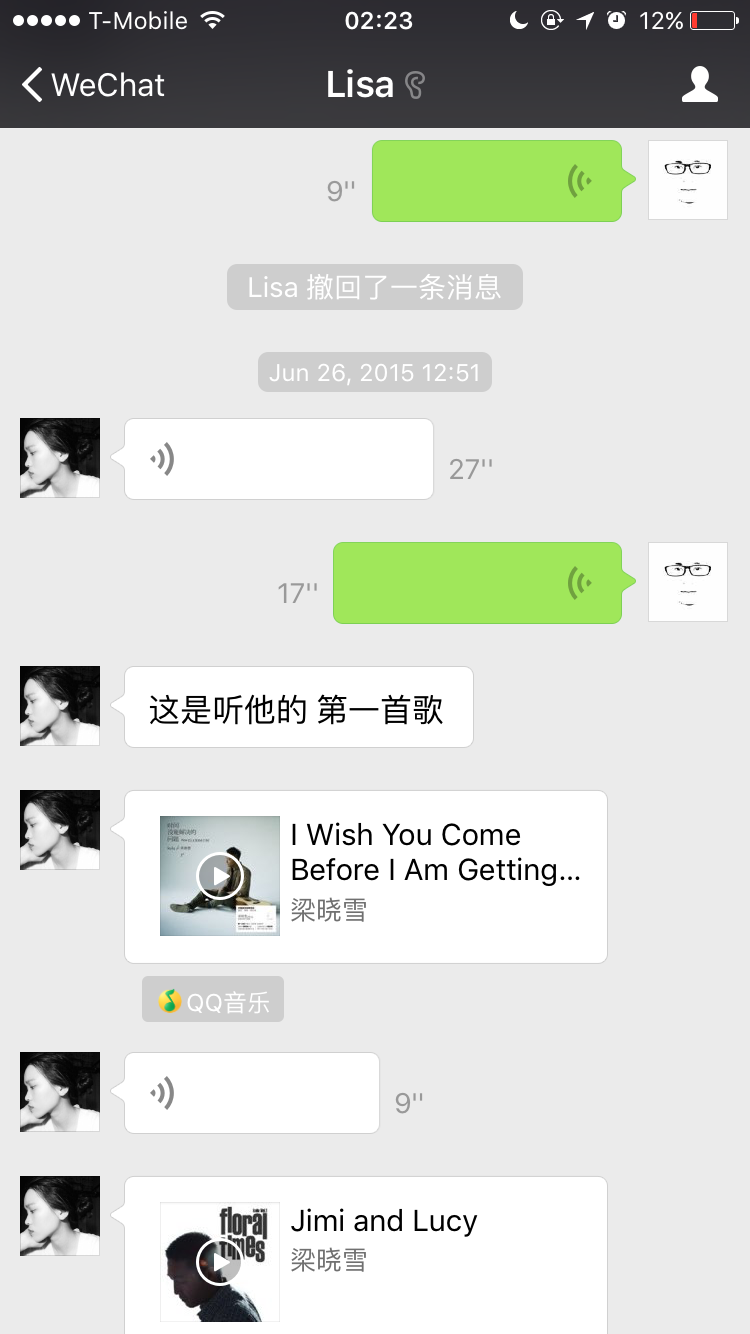 T-Mobile 02:23 12%
WeChat Lisa
9''
Lisa 撤回了一条消息
Jun 26, 2015 12:51
27''
17''
这是听他的 第一首歌
I Wish You Come
Before I Am Getting...
梁晓雪
QQ音乐
9''
floral
times
Jimi and Lucy
梁晓雪